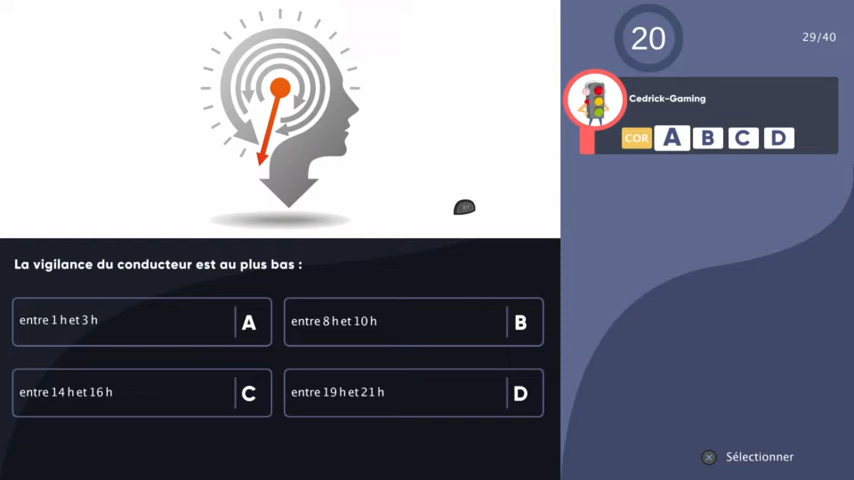 20
29/40
Cedrick-Gaming
COR A B C D
La vigilance du conducteur est au plus bas :
entre 1 h et 3 h A
entre 8 h et 10 h B
entre 14 h et 16 h C
entre 19 h et 21 h D
Sélectionner